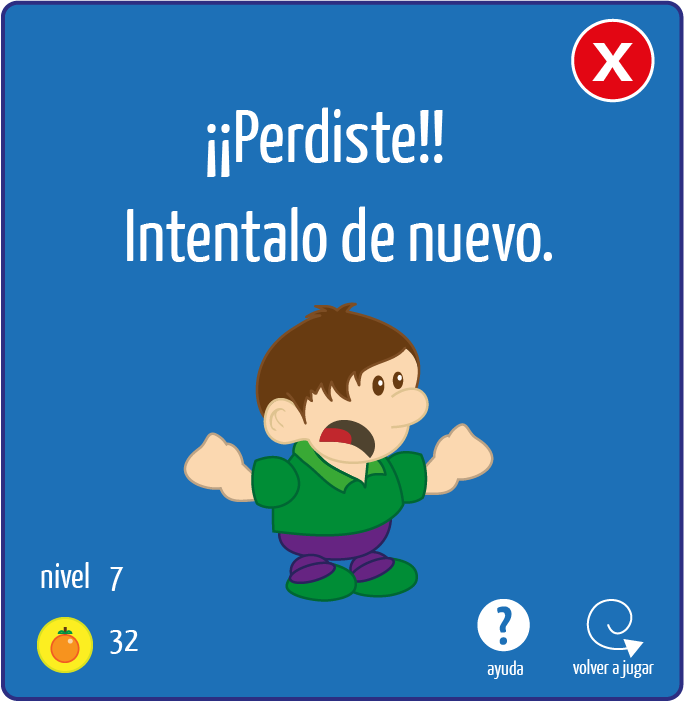 X
¡¡Perdiste!!
Intentalo de nuevo.
nivel 7
32
?
ayuda
volver a jugar